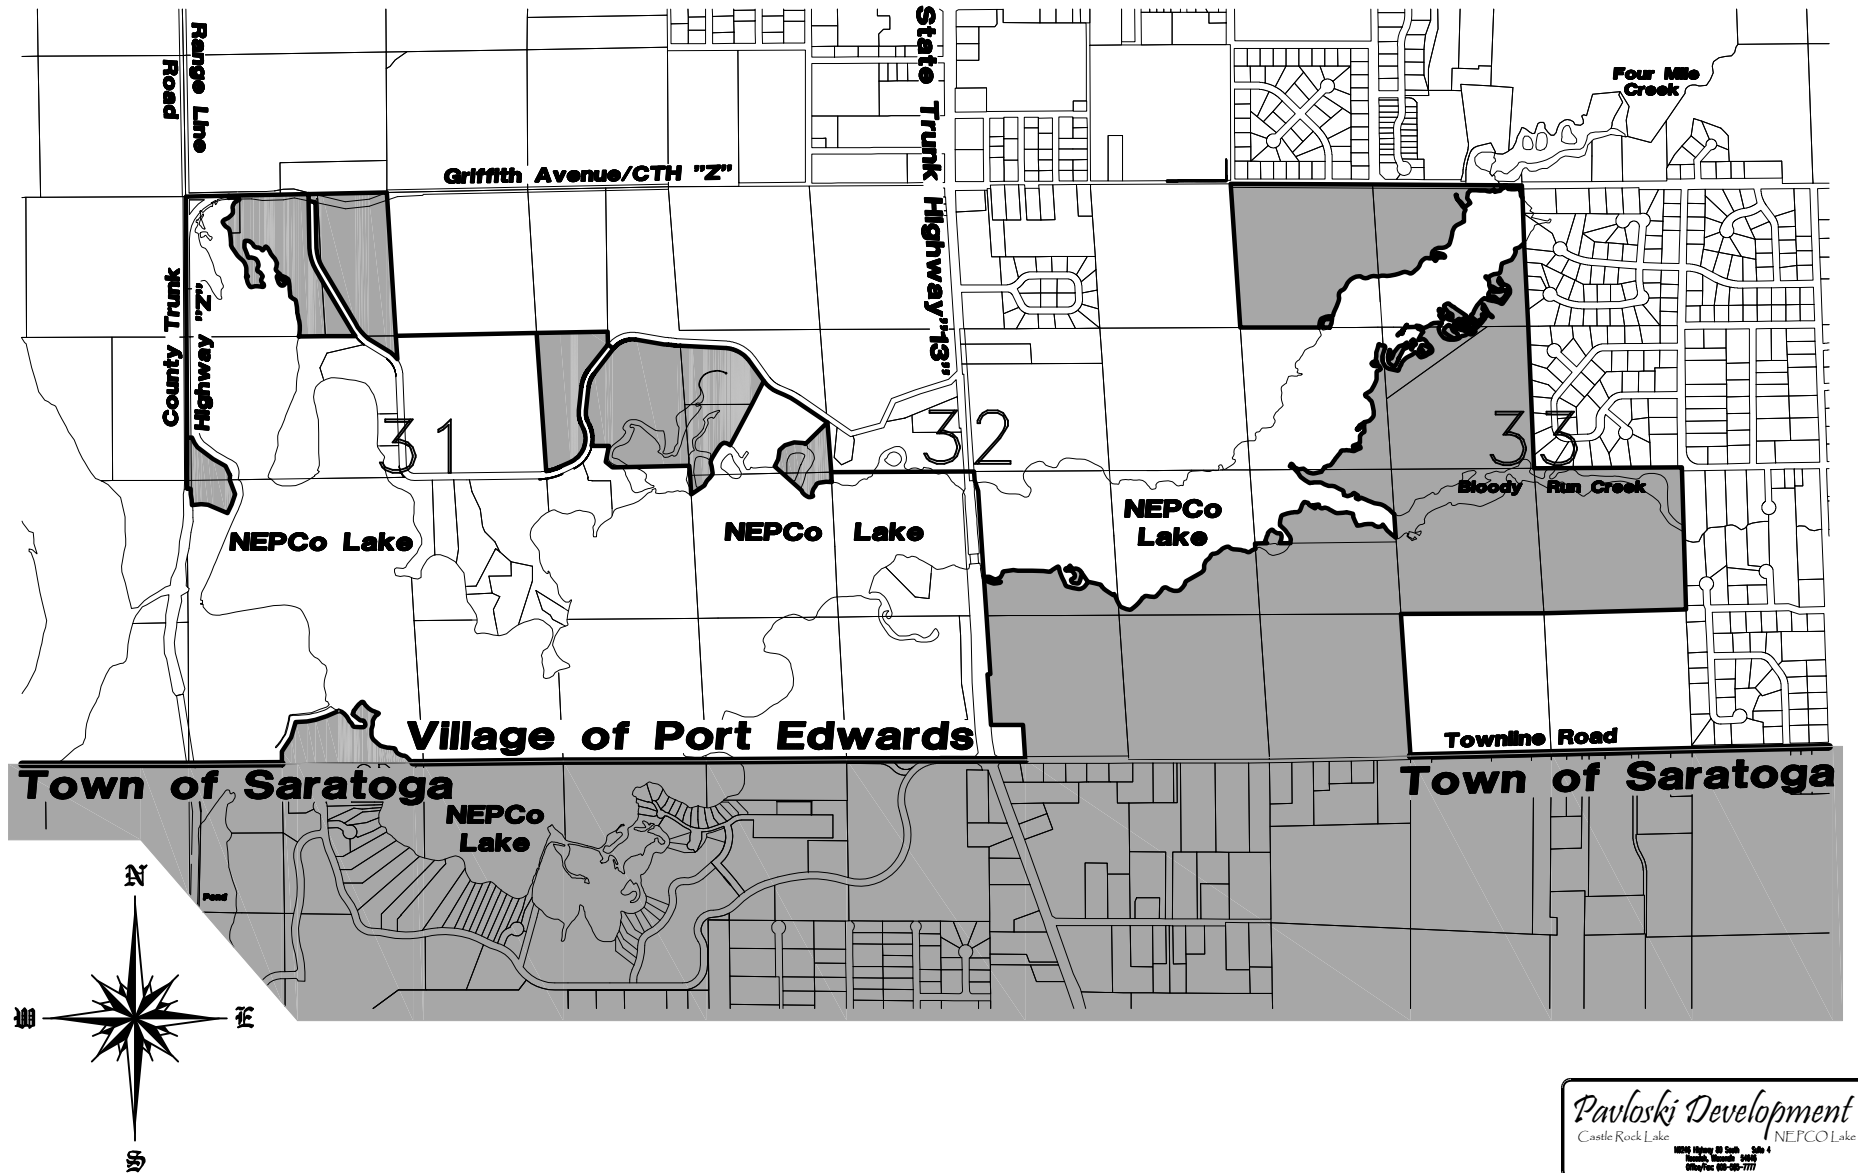 Range Line
Road
State Trunk Highway "13"
Four Mile
Creek
Griffith Avenue/CTH "Z"
County Trunk
Highway "Z"
31
32
33
Bloody Run Creek
NEPCo Lake
NEPCo Lake
NEPCo
Lake
Village of Port Edwards
Townline Road
Town of Saratoga
Town of Saratoga
NEPCo
Lake
Pond
N
W
E
S
Pavloski Development
Castle Rock Lake
NEPCO Lake